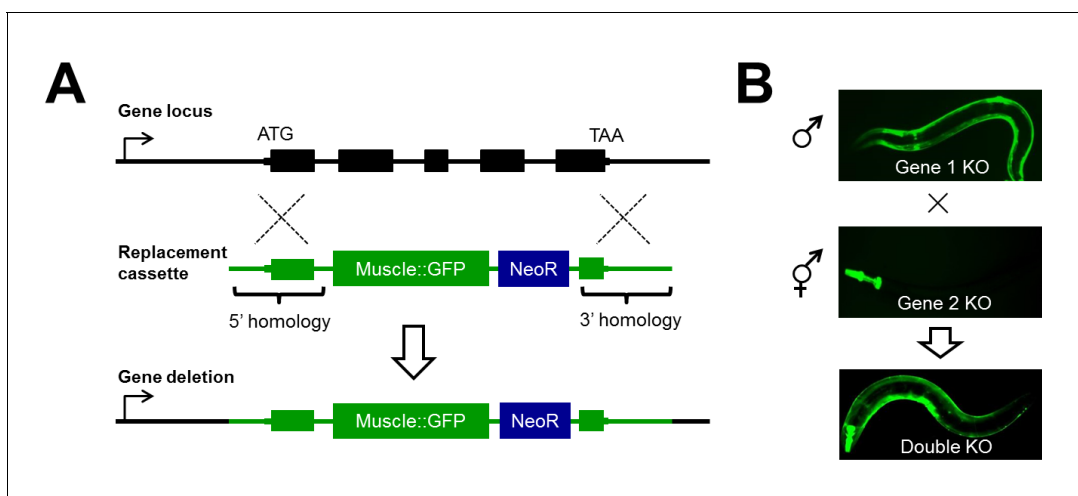 A
Gene locus
ATG
TAA
Replacement
cassette
Muscle::GFP
NeoR
5’ homology
3’ homology
Gene deletion
Muscle::GFP
NeoR
B
Gene 1 KO
Gene 2 KO
Double KO